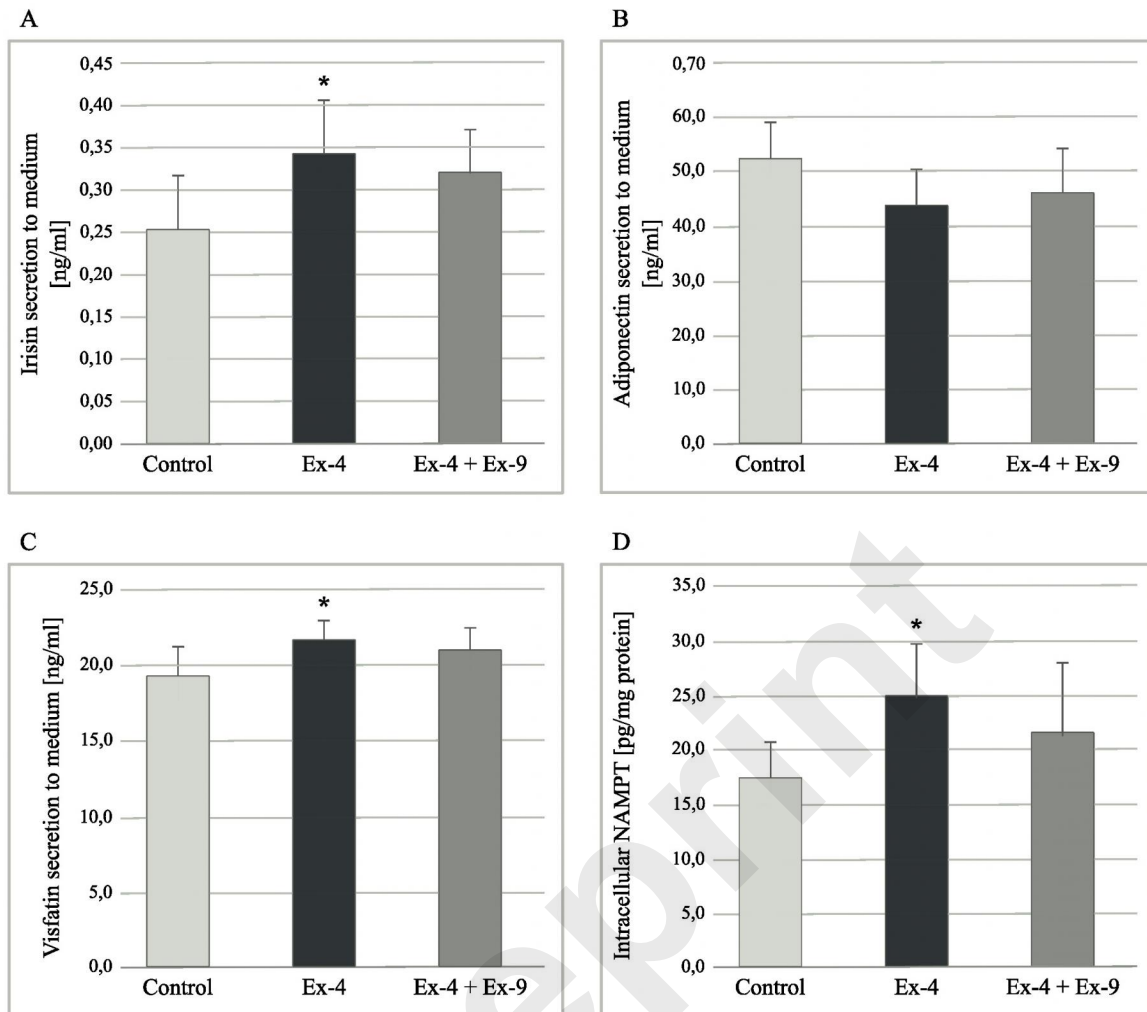 A
Irisin secretion to medium
[ng/ml]
0,45
0,40
0,35
0,30
0,25
0,20
0,15
0,10
0,05
0,00
*
Control Ex-4 Ex-4 + Ex-9
B
Adiponectin secretion to medium
[ng/ml]
0,70
60,0
50,0
40,0
30,0
20,0
10,0
0,0
Control Ex-4 Ex-4 + Ex-9
C
Visfatin secretion to medium [ng/ml]
25,0
20,0
15,0
10,0
5,0
0,0
*
Control Ex-4 Ex-4 + Ex-9
D
Intracellular NAMPT [pg/mg protein]
35,0
30,0
25,0
20,0
15,0
10,0
5,0
0,0
*
Control Ex-4 Ex-4 + Ex-9
eprint